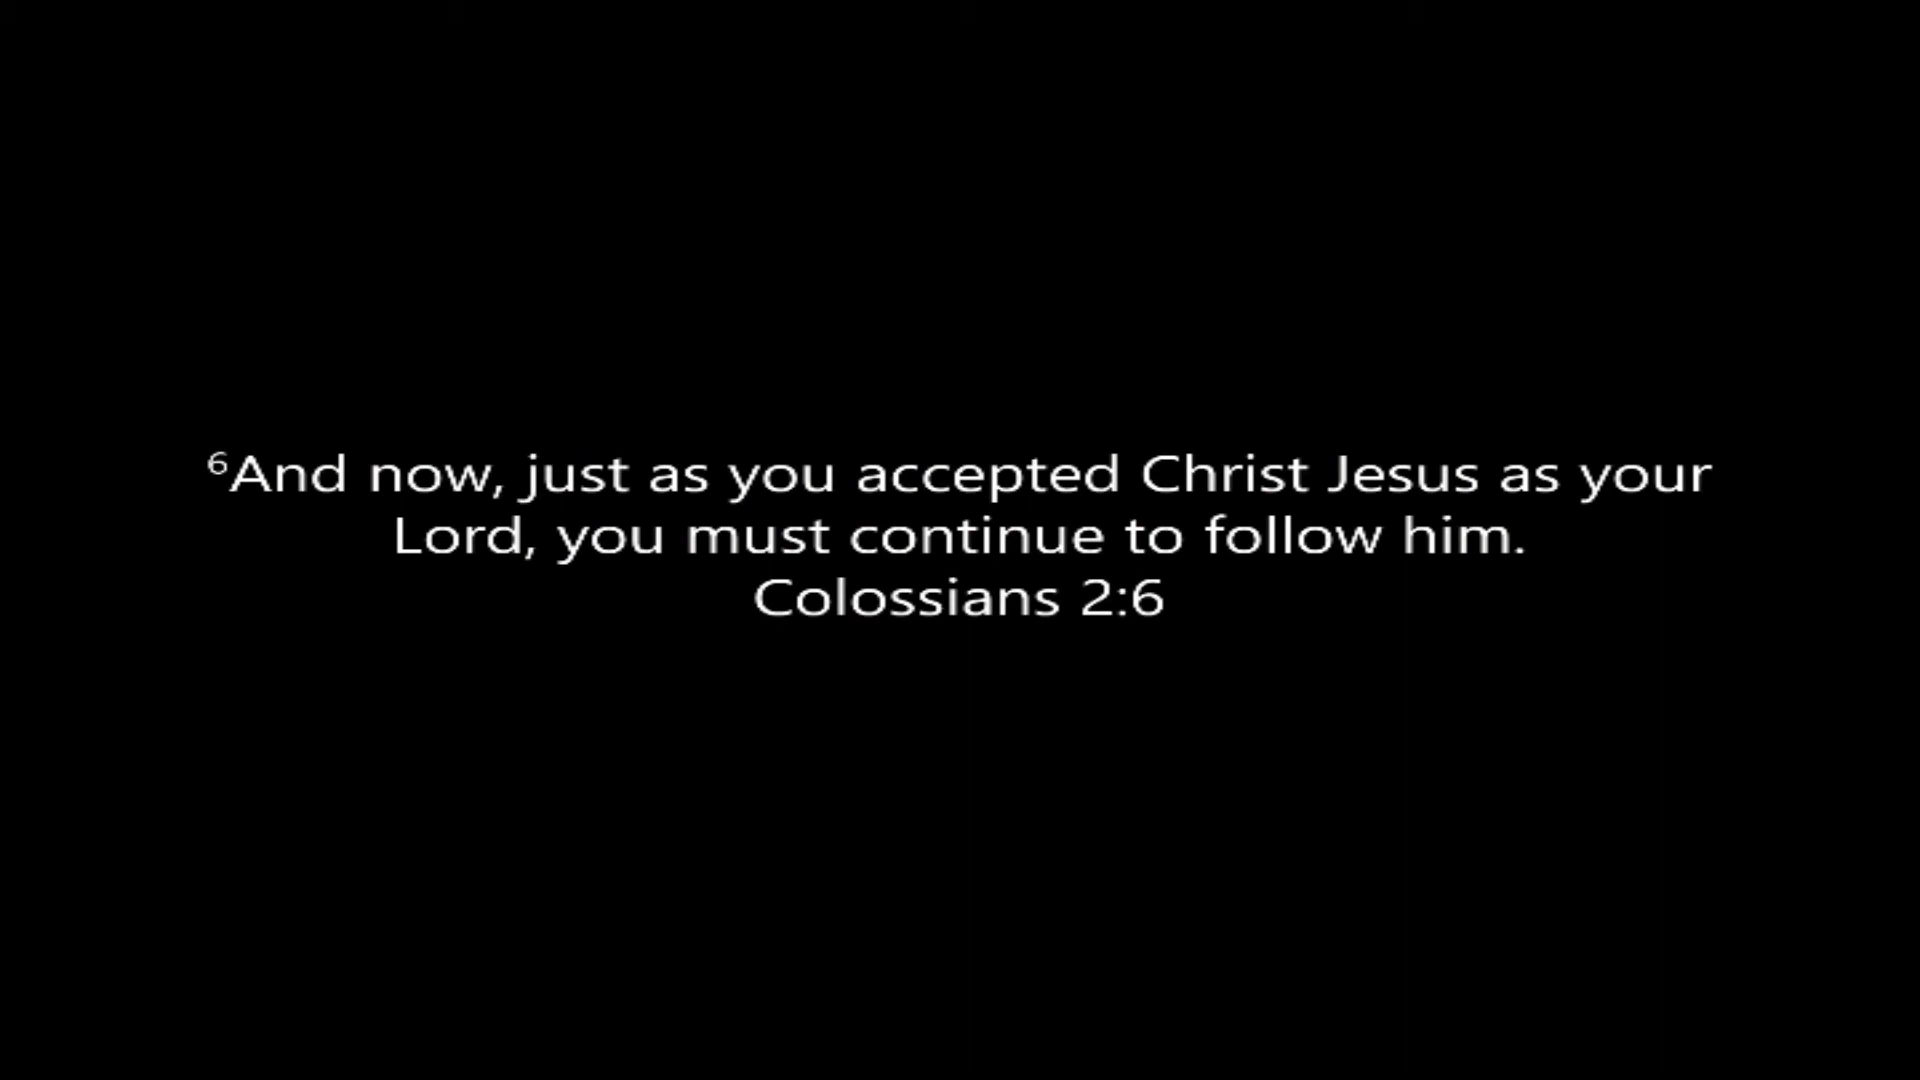 ⁶And now, just as you accepted Christ Jesus as your
Lord, you must continue to follow him.
Colossians 2:6